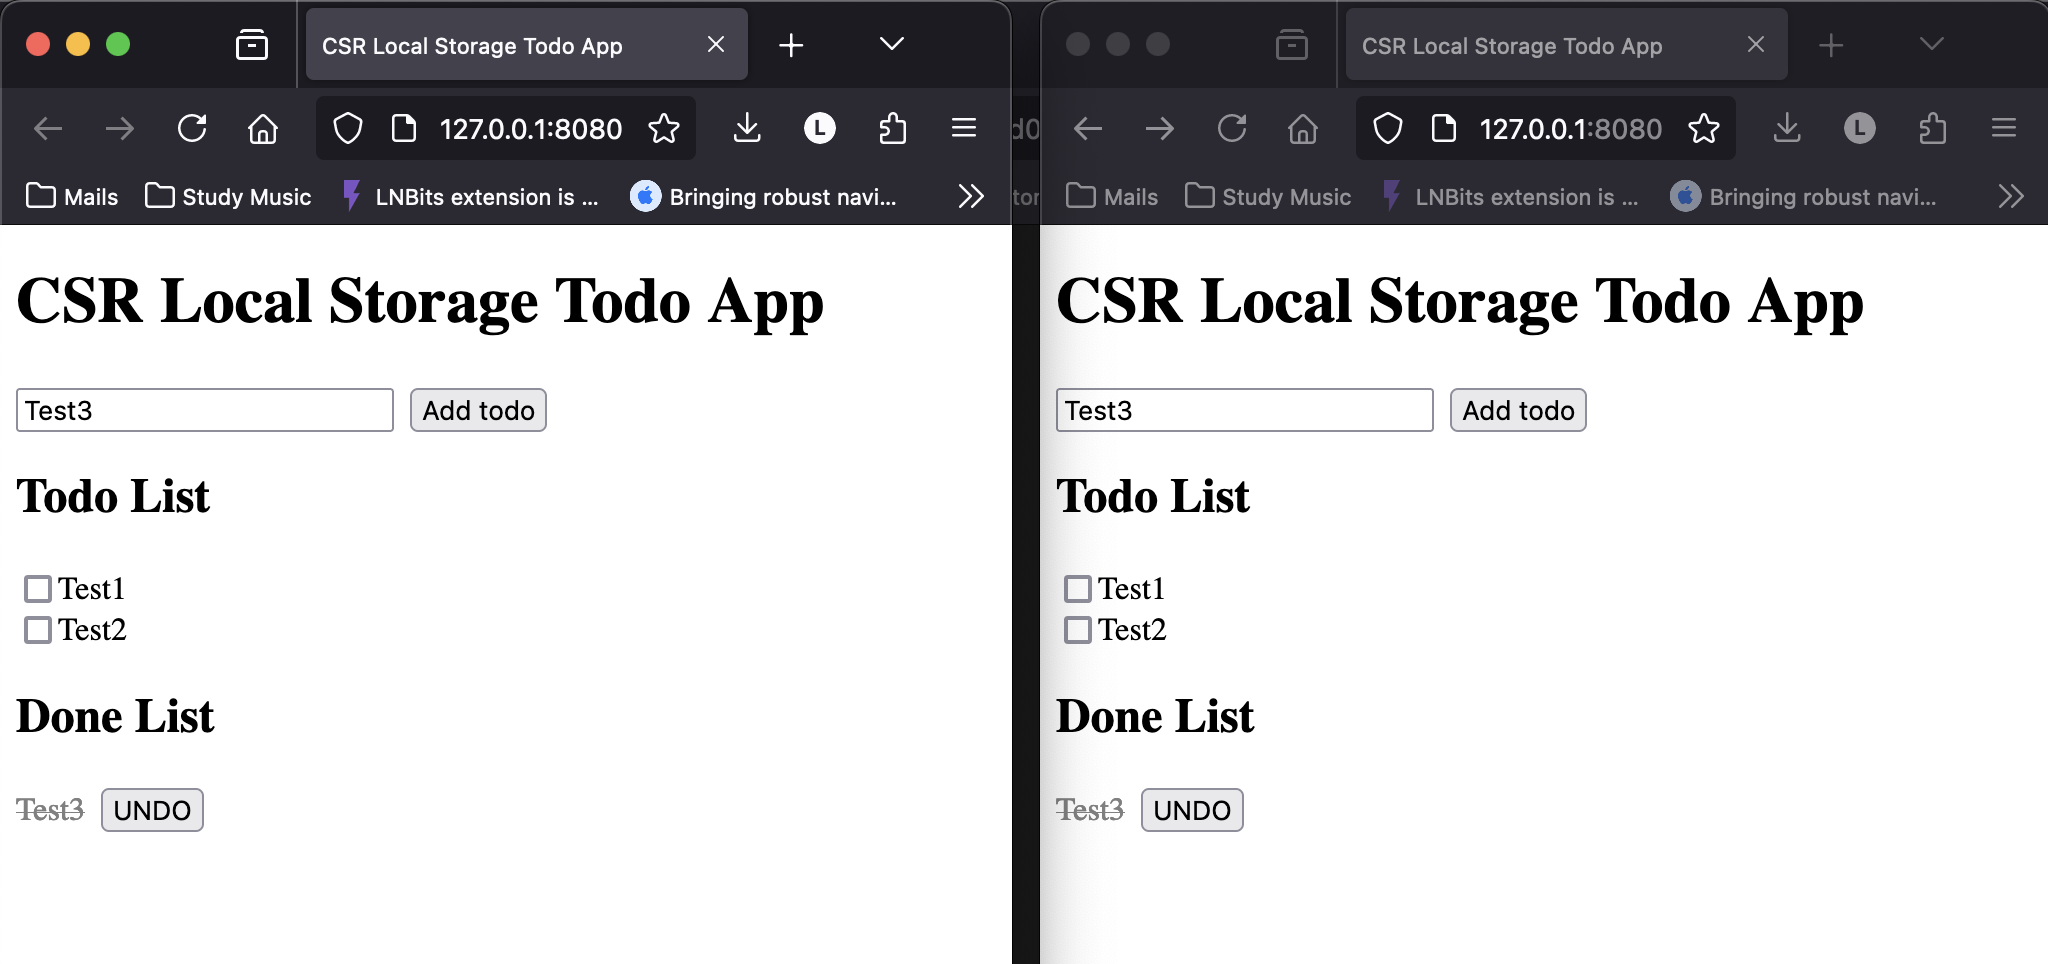 CSR Local Storage Todo App
127.0.0.1:8080
L
Mails
Study Music
LNBits extension is ...
Bringing robust navi...
CSR Local Storage Todo App
Test3
Add todo
Todo List
Test1
Test2
Done List
Test3
UNDO
d0
tor
CSR Local Storage Todo App
127.0.0.1:8080
L
Mails
Study Music
LNBits extension is ...
Bringing robust navi...
CSR Local Storage Todo App
Test3
Add todo
Todo List
Test1
Test2
Done List
Test3
UNDO